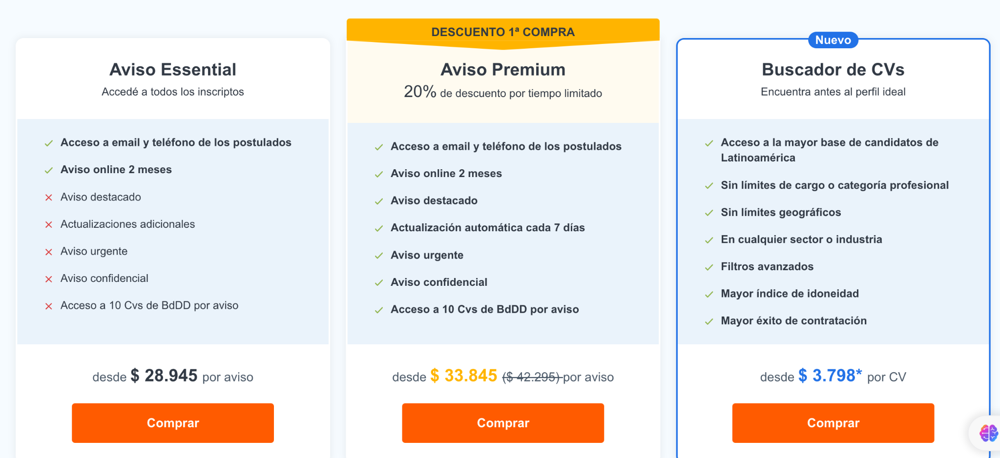 Aviso Essential
Accedé a todos los inscriptos
Acceso a email y teléfono de los postulados
Aviso online 2 meses
Aviso destacado
Actualizaciones adicionales
Aviso urgente
Aviso confidencial
Acceso a 10 Cvs de BdDD por aviso
desde $ 28.945 por aviso
Comprar
DESCUENTO 1ª COMPRA
Aviso Premium
20% de descuento por tiempo limitado
Acceso a email y teléfono de los postulados
Aviso online 2 meses
Aviso destacado
Actualización automática cada 7 días
Aviso urgente
Aviso confidencial
Acceso a 10 Cvs de BdDD por aviso
desde $ 33.845 ($ 42.295) por aviso
Comprar
Nuevo
Buscador de CVs
Encuentra antes al perfil ideal
Acceso a la mayor base de candidatos de
Latinoamérica
Sin límites de cargo o categoría profesional
Sin límites geográficos
En cualquier sector o industria
Filtros avanzados
Mayor índice de idoneidad
Mayor éxito de contratación
desde $ 3.798* por CV
Comprar